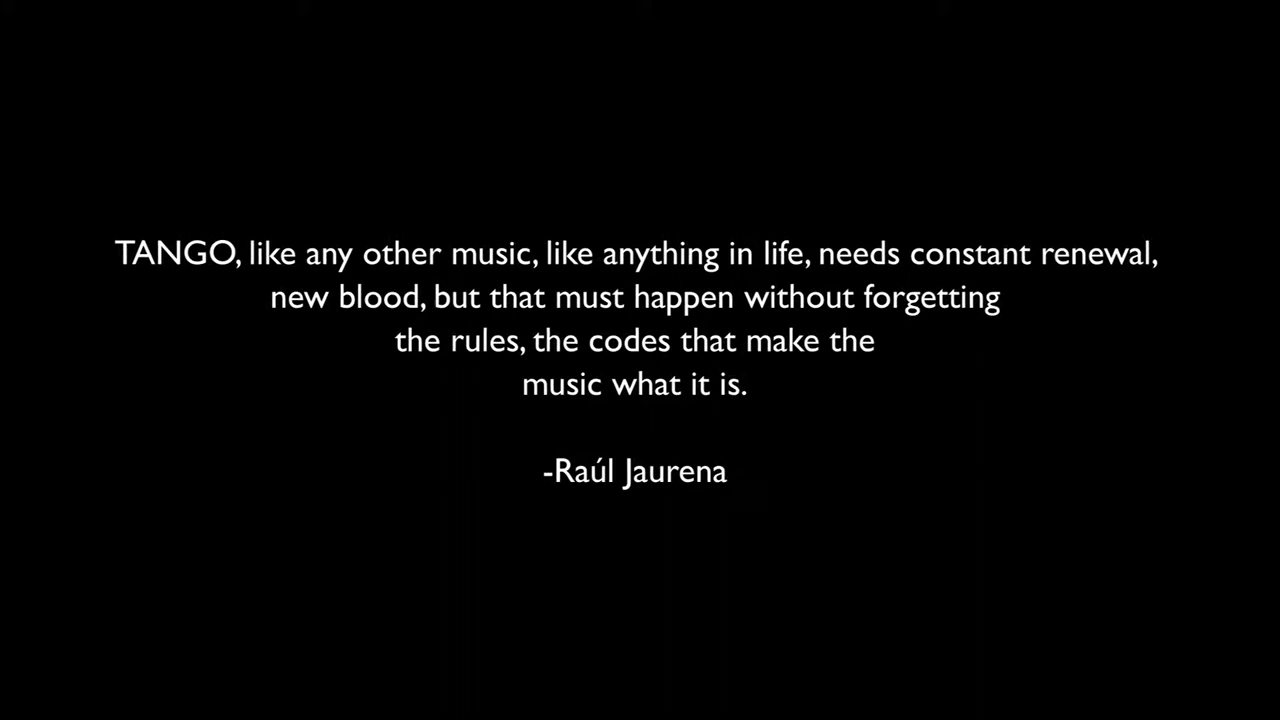 TANGO, like any other music, like anything in life, needs constant renewal,
new blood, but that must happen without forgetting
the rules, the codes that make the
music what it is.
-Raúl Jaurena